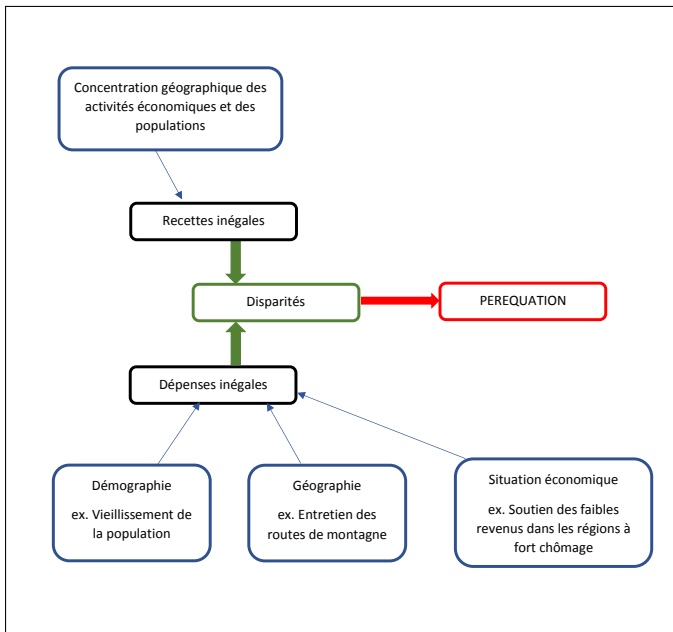 Concentration géographique des
activités économiques et des
populations
Recettes inégales
Disparités
PEREQUATION
Dépenses inégales
Démographie
ex. Vieillissement de
la population
Géographie
ex. Entretien des
routes de montagne
Situation économique
ex. Soutien des faibles
revenus dans les régions à
fort chômage